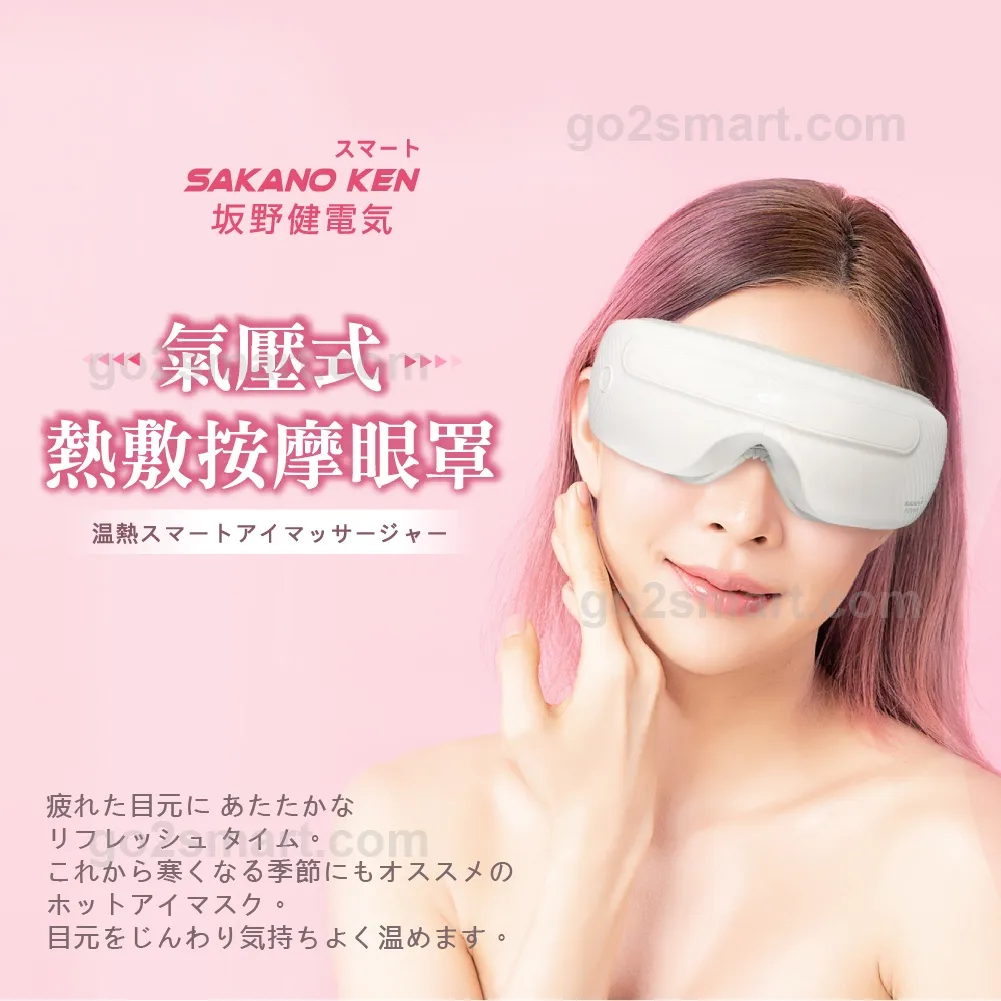 go2smart.com
スマート
SAKANO KEN
坂野健電気
氣壓式
go2smart.com
熱敷按摩眼罩
温熱スマートアイマッサージャー
go2smart.com
疲れた目元に あたたかな
リフレッシュ タイム。
go2smart.com
これから寒くなる季節にもオススメの
ホットアイマスク。
目元をじんわり気持ちよく温めます。